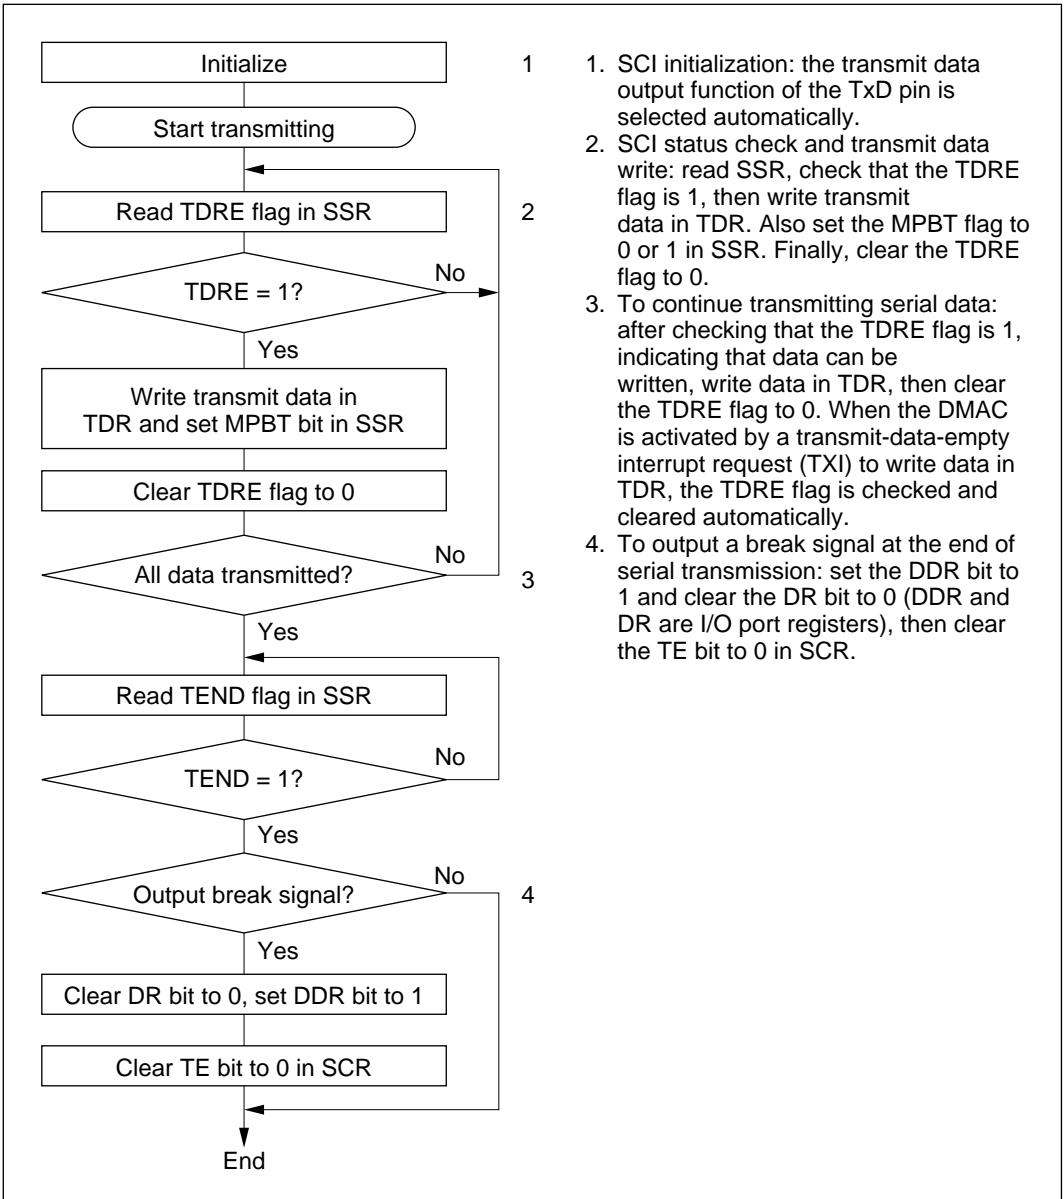 Initialize
1
Start transmitting
Read TDRE flag in SSR
2
No
TDRE = 1?
Yes
Write transmit data in
TDR and set MPBT bit in SSR
Clear TDRE flag to 0
No
All data transmitted?
3
Yes
Read TEND flag in SSR
No
TEND = 1?
Yes
No
Output break signal?
4
Yes
Clear DR bit to 0, set DDR bit to 1
Clear TE bit to 0 in SCR
End
1. SCI initialization: the transmit data
output function of the TxD pin is
selected automatically.
2. SCI status check and transmit data
write: read SSR, check that the TDRE
flag is 1, then write transmit
data in TDR. Also set the MPBT flag to
0 or 1 in SSR. Finally, clear the TDRE
flag to 0.
3. To continue transmitting serial data:
after checking that the TDRE flag is 1,
indicating that data can be
written, write data in TDR, then clear
the TDRE flag to 0. When the DMAC
is activated by a transmit-data-empty
interrupt request (TXI) to write data in
TDR, the TDRE flag is checked and
cleared automatically.
4. To output a break signal at the end of
serial transmission: set the DDR bit to
1 and clear the DR bit to 0 (DDR and
DR are I/O port registers), then clear
the TE bit to 0 in SCR.